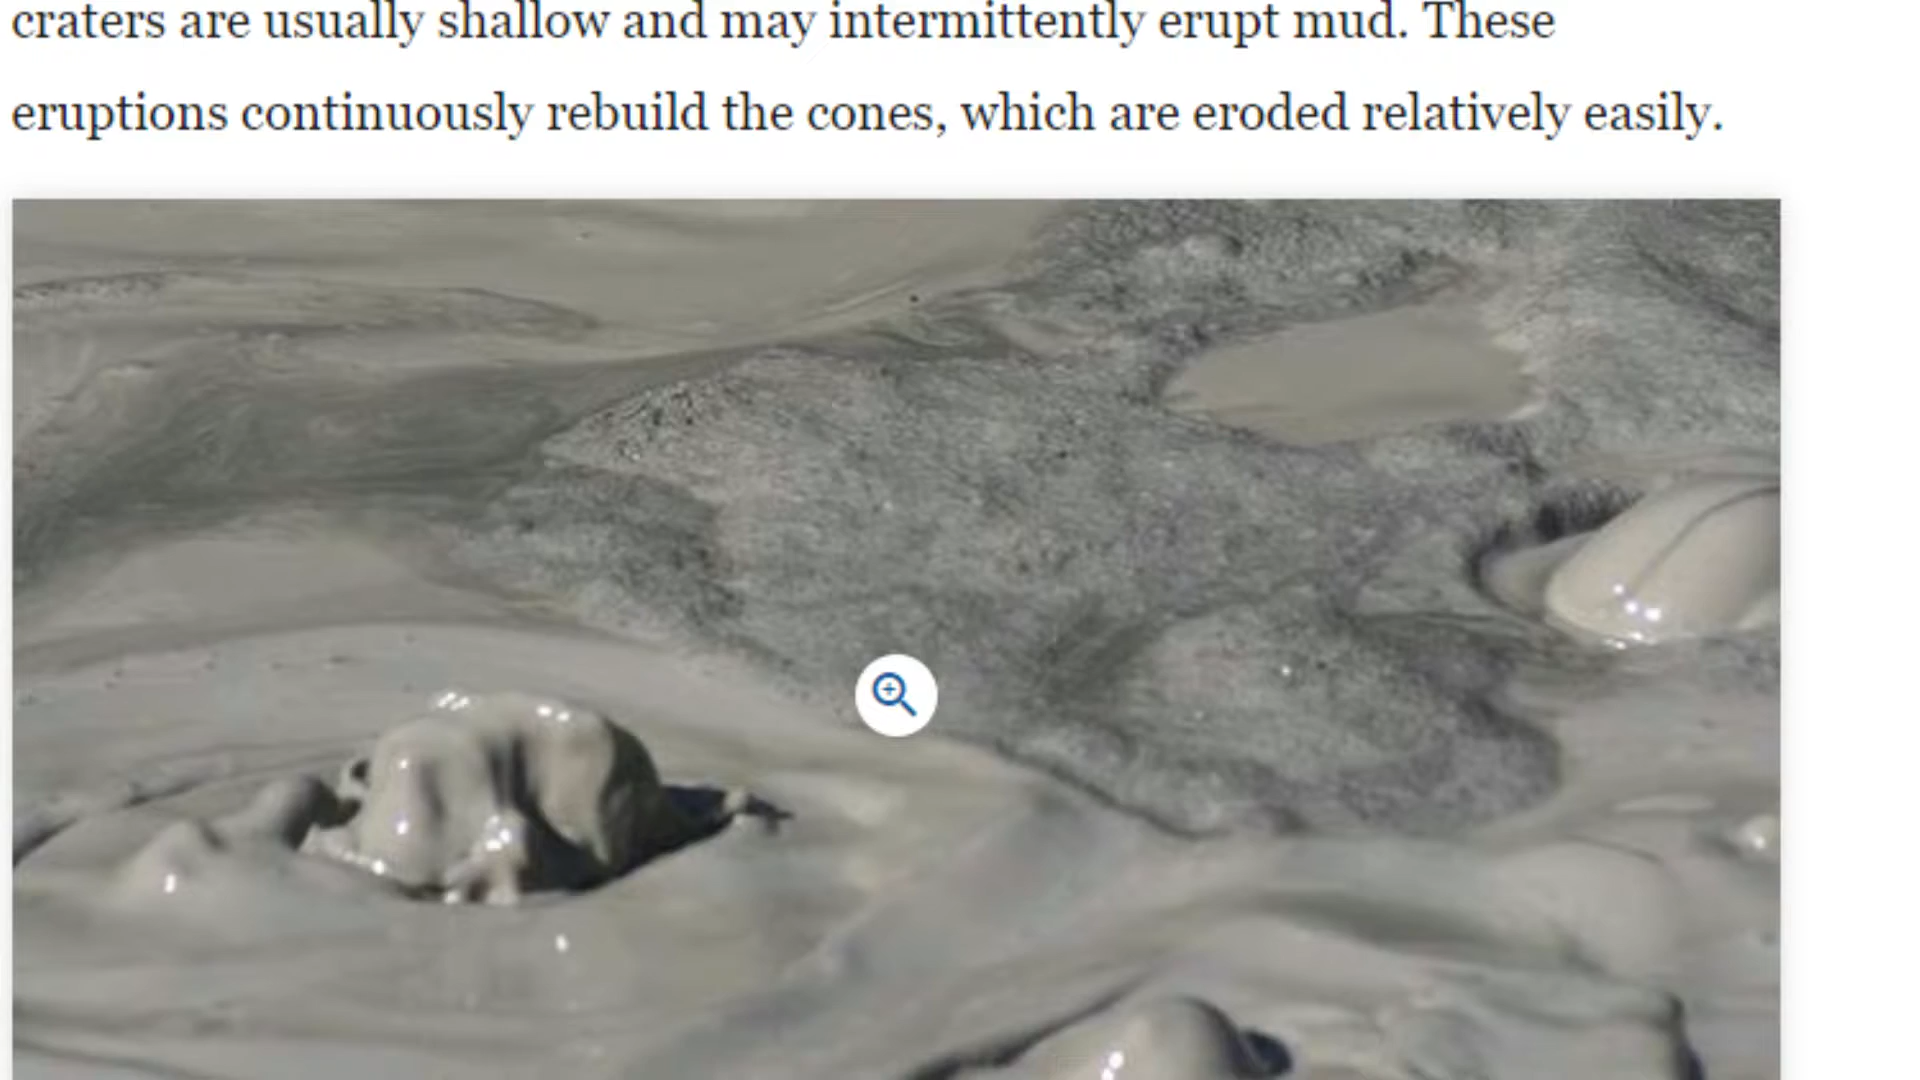 craters are usually shallow and may intermittently erupt mud. These
eruptions continuously rebuild the cones, which are eroded relatively easily.